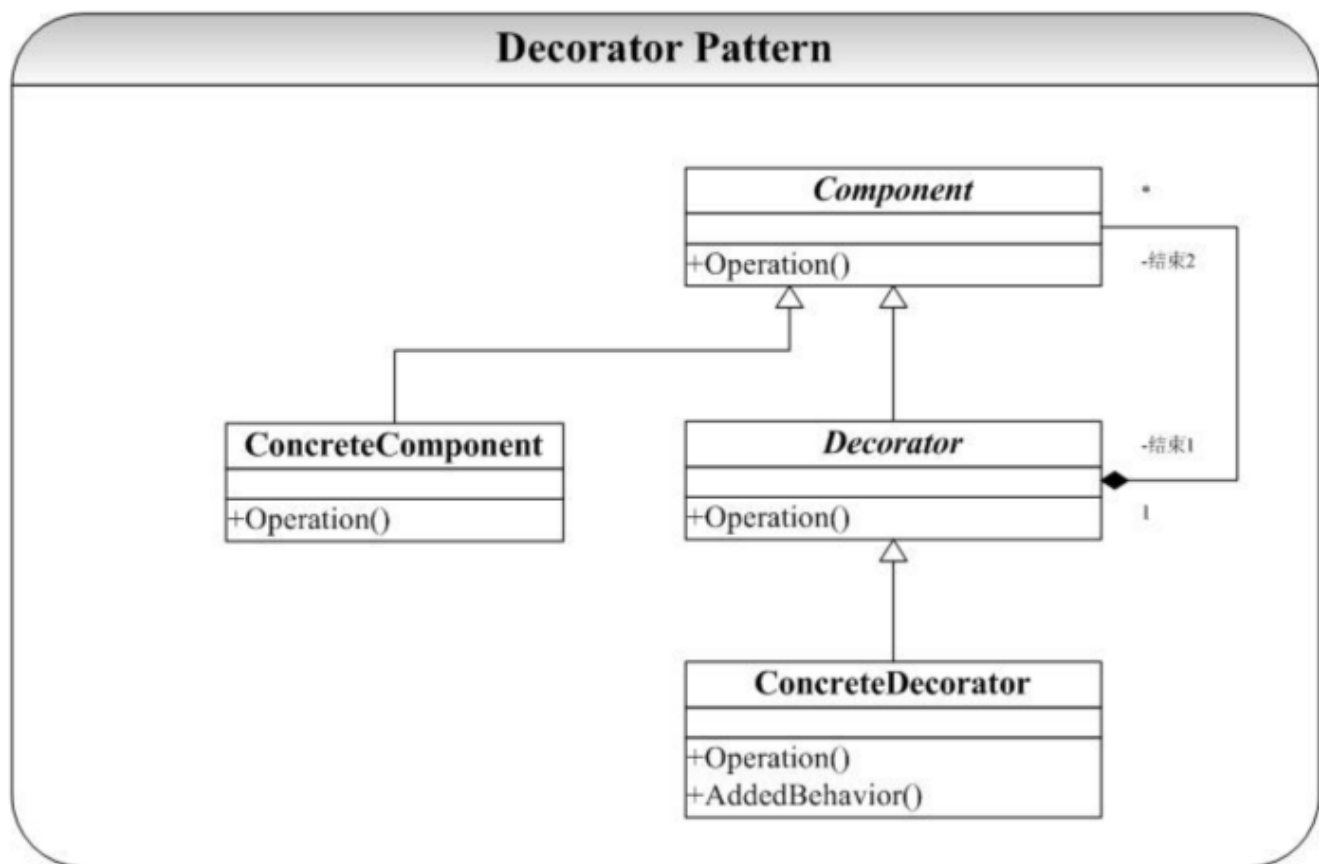 Decorator Pattern
Component
*
+Operation()
-结束2
ConcreteComponent
+Operation()
Decorator
-结束1
+Operation()
1
ConcreteDecorator
+Operation()
+AddedBehavior()